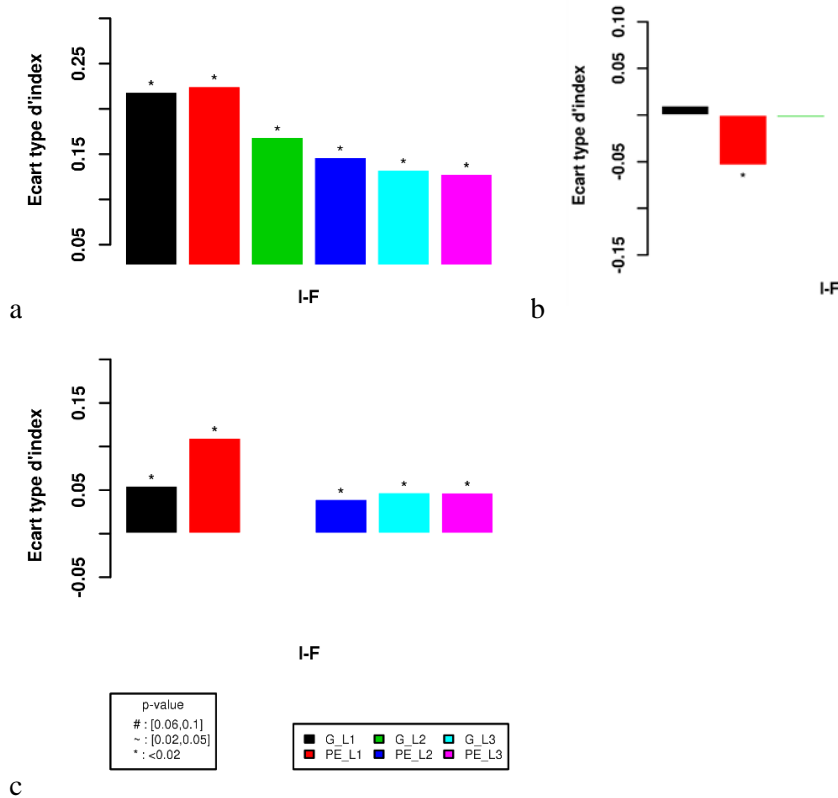 Ecart type d'index
0.25
0.15
0.05
* * * * * *
I-F
a
Ecart type d'index
0.10
0.05
-0.05
-0.15
*
I-F
b
Ecart type d'index
0.15
0.05
-0.05
* * * * *
I-F
p-value
# : [0.06,0.1]
~ : [0.02,0.05]
* : <0.02
G_L1 G_L2 G_L3
PE_L1 PE_L2 PE_L3
c